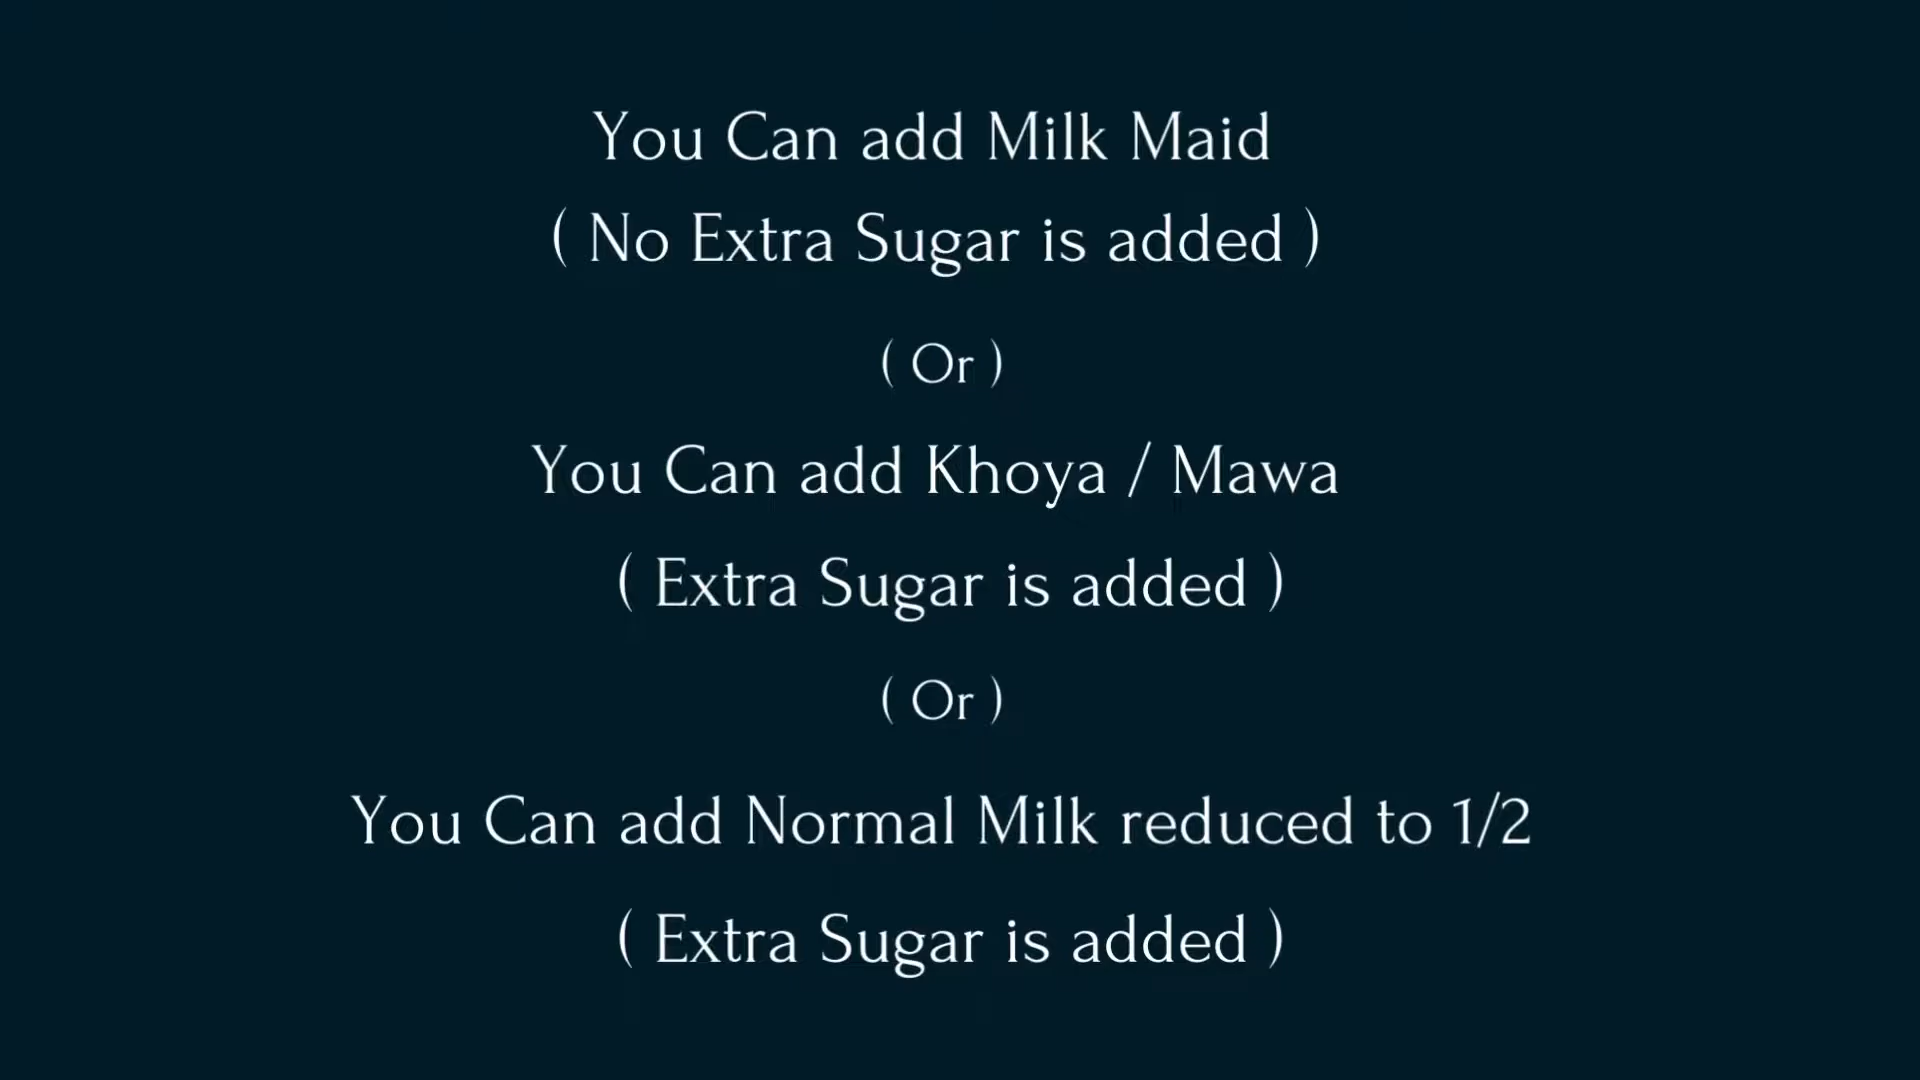 You Can add Milk Maid
( No Extra Sugar is added )
( Or )
You Can add Khoya / Mawa
( Extra Sugar is added )
( Or )
You Can add Normal Milk reduced to 1/2
( Extra Sugar is added )